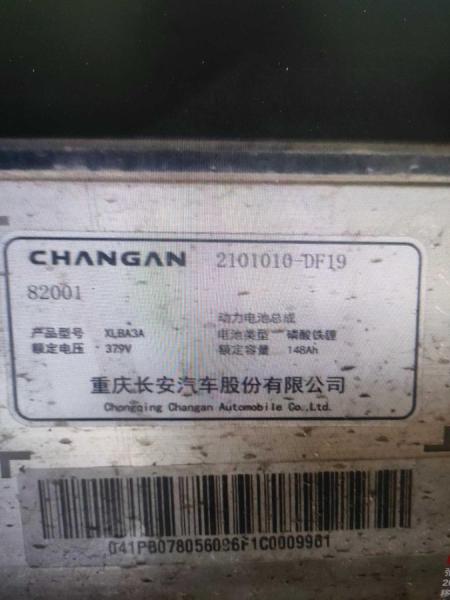 CHANGAN 2101010-DF19
82001
动力电池总成
产品型号 XLBA3A 电池类型 磷酸铁锂
额定电压 379V 额定容量 148Ah
重庆长安汽车股份有限公司
Chongqing Changan Automobile Co.,Ltd.
041PB078056096F1C0009961